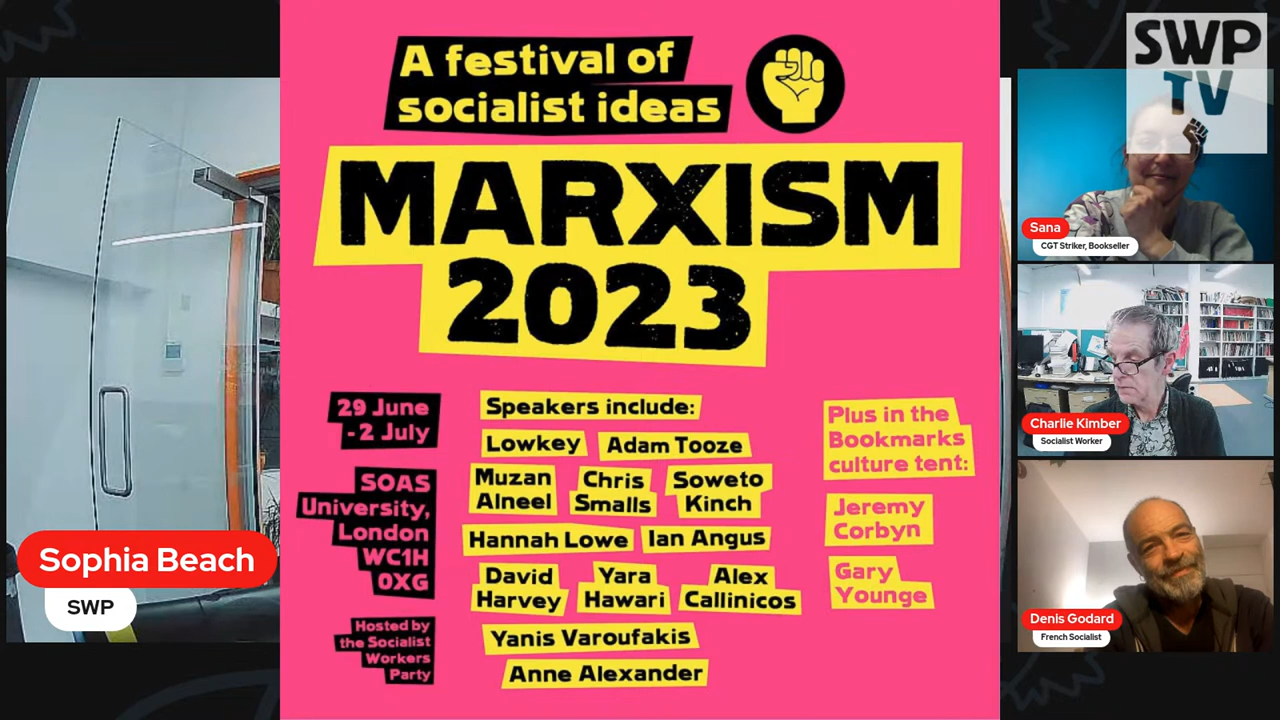 A festival of
socialist ideas
MARXISM
2023
29 June
- 2 July
SOAS
University,
London
WC1H
0XG
Hosted by
the Socialist
Workers
Party
Speakers include:
Lowkey Adam Tooze
Muzan Alneel
Chris Smalls
Soweto Kinch
Hannah Lowe Ian Angus
David Harvey
Yara Hawari
Alex Callinicos
Yanis Varoufakis
Anne Alexander
Plus in the
Bookmarks
culture tent:
Jeremy
Corbyn
Gary
Younge
Sophia Beach
SWP
SWP
TV
Sana
CGT Striker, Bookseller
Charlie Kimber
Socialist Worker
Denis Godard
French Socialist